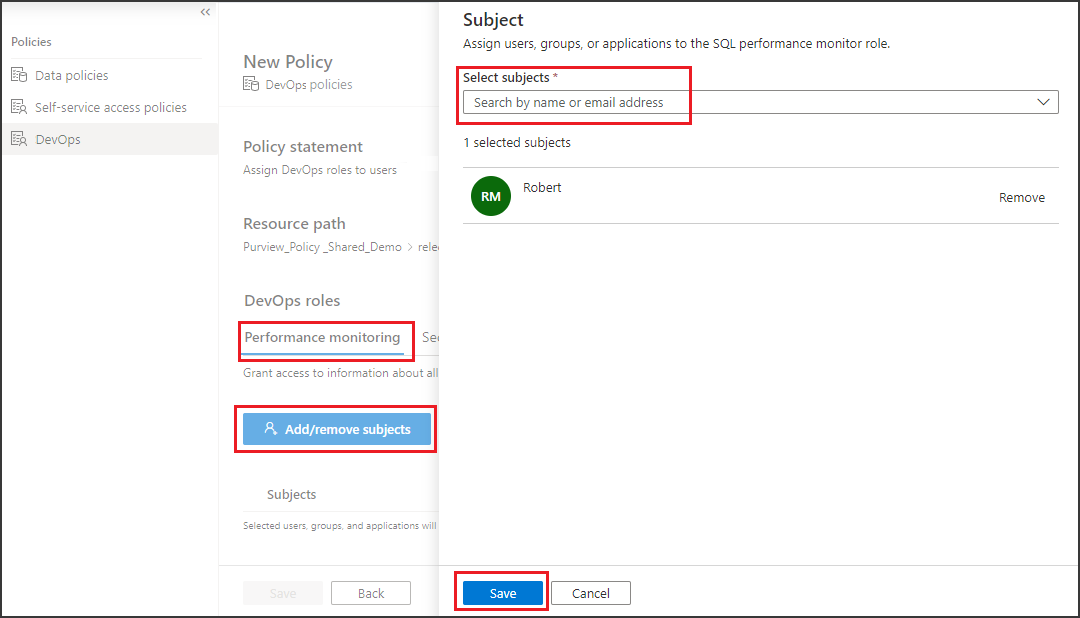 Policies
Data policies
Self-service access policies
DevOps
New Policy
DevOps policies
Policy statement
Assign DevOps roles to users
Resource path
Purview_Policy _Shared_Demo > rele
DevOps roles
Performance monitoring
Grant access to information about all
Add/remove subjects
Subjects
Selected users, groups, and applications will
Save
Back
Subject
Assign users, groups, or applications to the SQL performance monitor role.
Select subjects *
Search by name or email address
1 selected subjects
RM
Robert
Remove
Save
Cancel